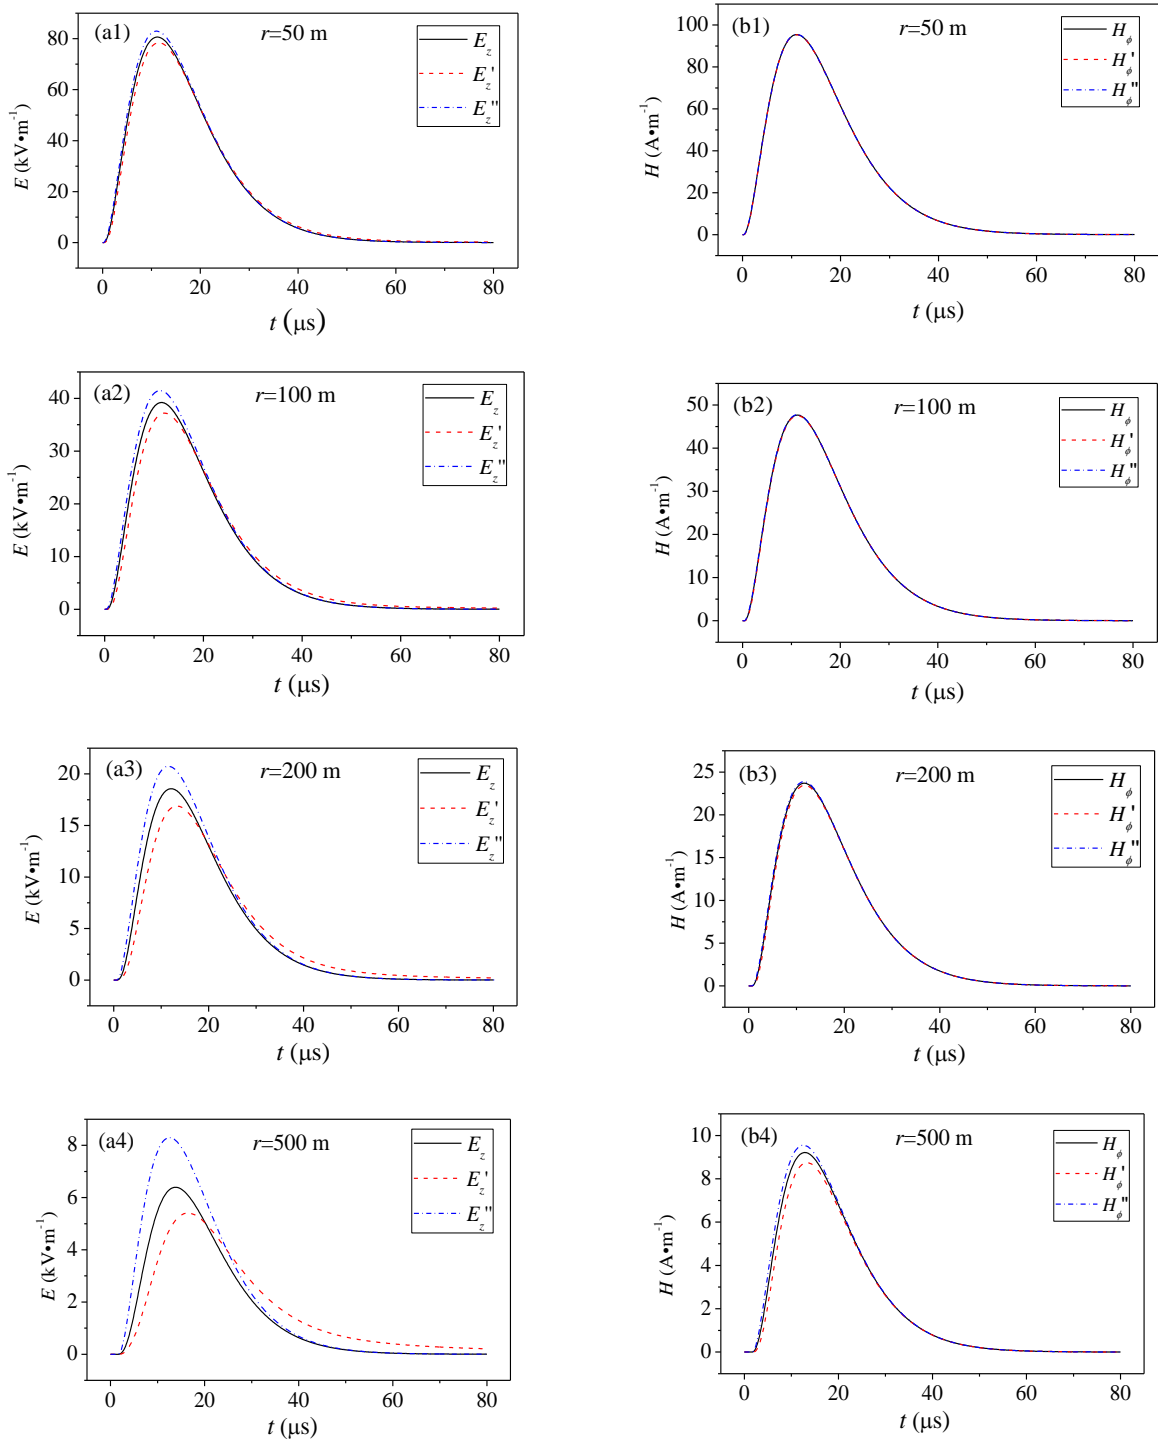 (a1) r=50 m
E_z
E_z'
E_z''
E (kV•m⁻¹)
80
60
40
20
0
0 20 40 60 80
t (μs)
(b1) r=50 m
H_ϕ
H_ϕ'
H_ϕ''
H (A•m⁻¹)
100
80
60
40
20
0
0 20 40 60 80
t (μs)
(a2) r=100 m
E_z
E_z'
E_z''
E (kV•m⁻¹)
40
30
20
10
0
0 20 40 60 80
t (μs)
(b2) r=100 m
H_ϕ
H_ϕ'
H_ϕ''
H (A•m⁻¹)
50
40
30
20
10
0
0 20 40 60 80
t (μs)
(a3) r=200 m
E_z
E_z'
E_z''
E (kV•m⁻¹)
20
15
10
5
0
0 20 40 60 80
t (μs)
(b3) r=200 m
H_ϕ
H_ϕ'
H_ϕ''
H (A•m⁻¹)
25
20
15
10
5
0
0 20 40 60 80
t (μs)
(a4) r=500 m
E_z
E_z'
E_z''
E (kV•m⁻¹)
8
6
4
2
0
0 20 40 60 80
t (μs)
(b4) r=500 m
H_ϕ
H_ϕ'
H_ϕ''
H (A•m⁻¹)
10
8
6
4
2
0
0 20 40 60 80
t (μs)